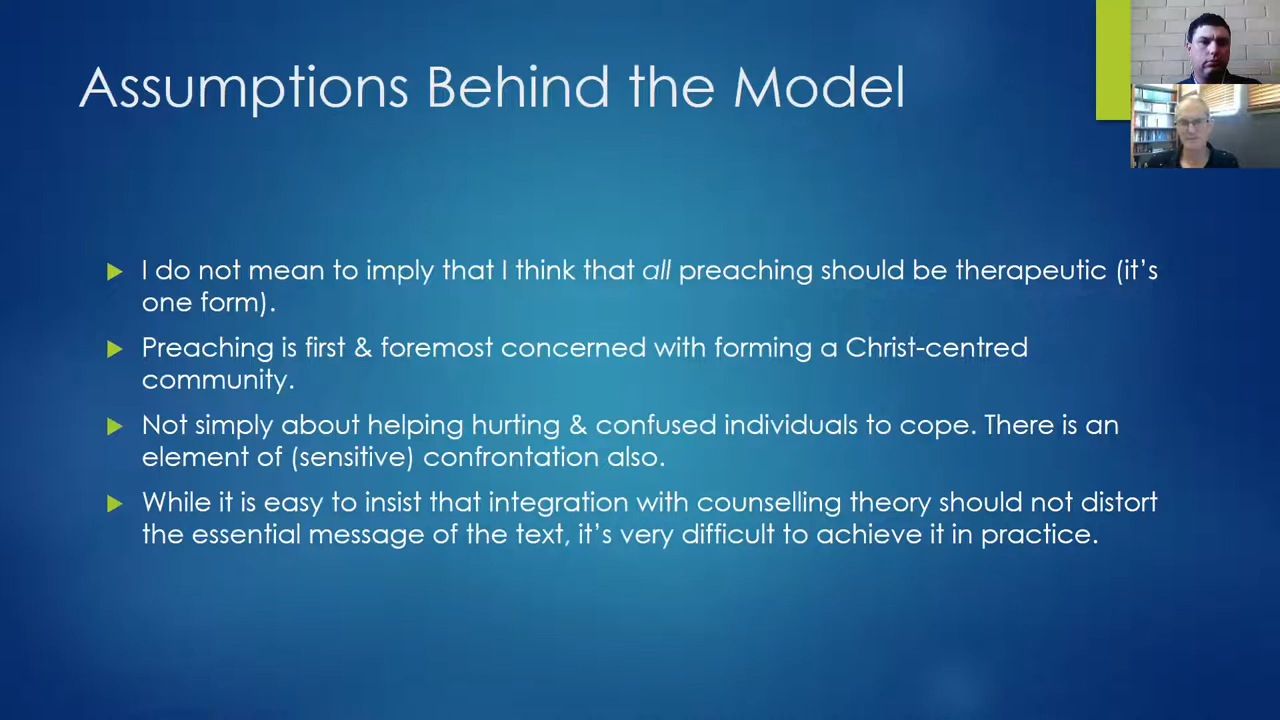 Assumptions Behind the Model
I do not mean to imply that I think that all preaching should be therapeutic (it's
one form).
Preaching is first & foremost concerned with forming a Christ-centred
community.
Not simply about helping hurting & confused individuals to cope. There is an
element of (sensitive) confrontation also.
While it is easy to insist that integration with counselling theory should not distort
the essential message of the text, it's very difficult to achieve it in practice.